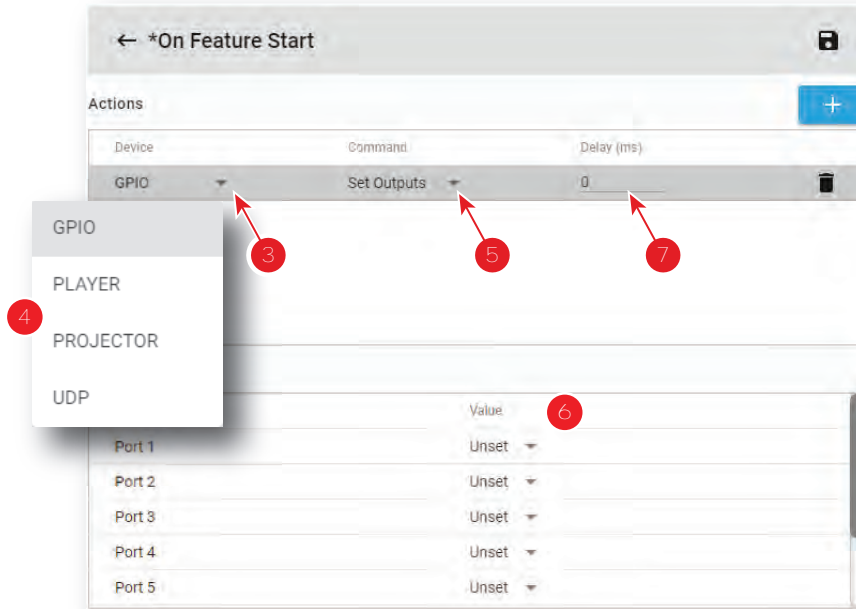 ← *On Feature Start
Actions
+
Device Command Delay (ms)
GPIO Set Outputs 0
3 5 7
GPIO
PLAYER
4
PROJECTOR
UDP
Value 6
Port 1 Unset
Port 2 Unset
Port 3 Unset
Port 4 Unset
Port 5 Unset